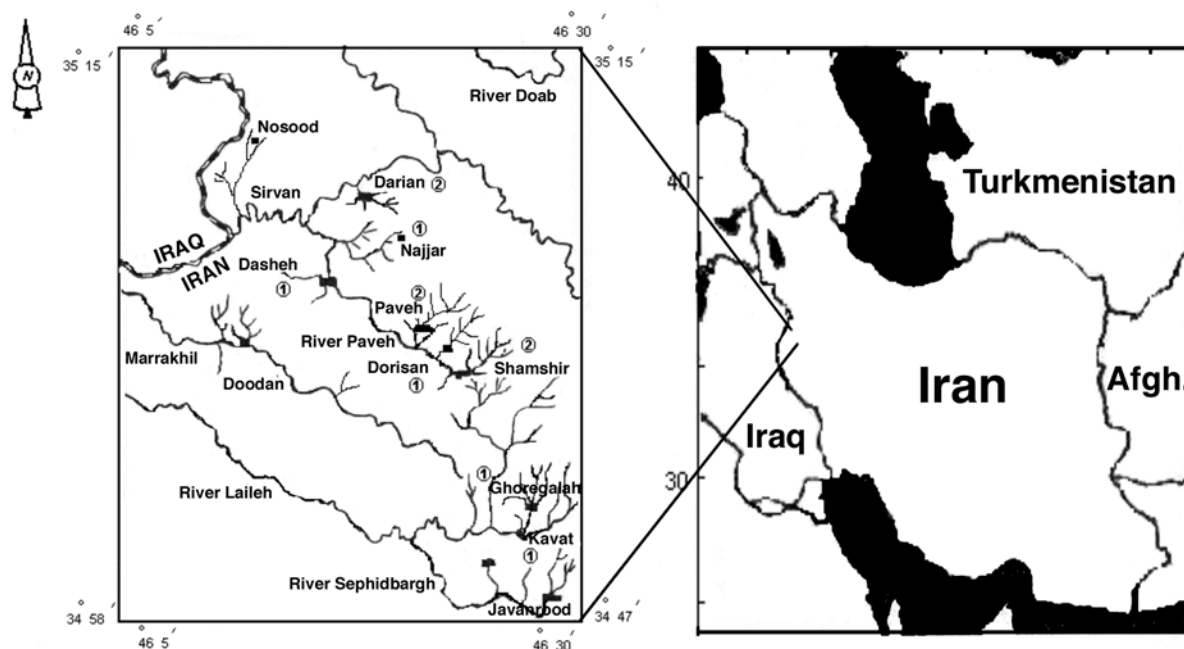 46 5′
46 30′
35 15′
35 15′
N
River Doab
Nosood
Darian ②
Sirvan
①
Najjar
IRAQ
IRAN
Dasheh
①
②
Paveh
River Paveh
②
Marrakhil
Dorisan
Shamshir
①
Doodan
①
Ghoregalah
River Laileh
Kavat
①
River Sephidbargh
Javanrood
34 58′
34 47′
46 5′
46 30′
40
Turkmenistan
Iran
Afgh.
Iraq
30